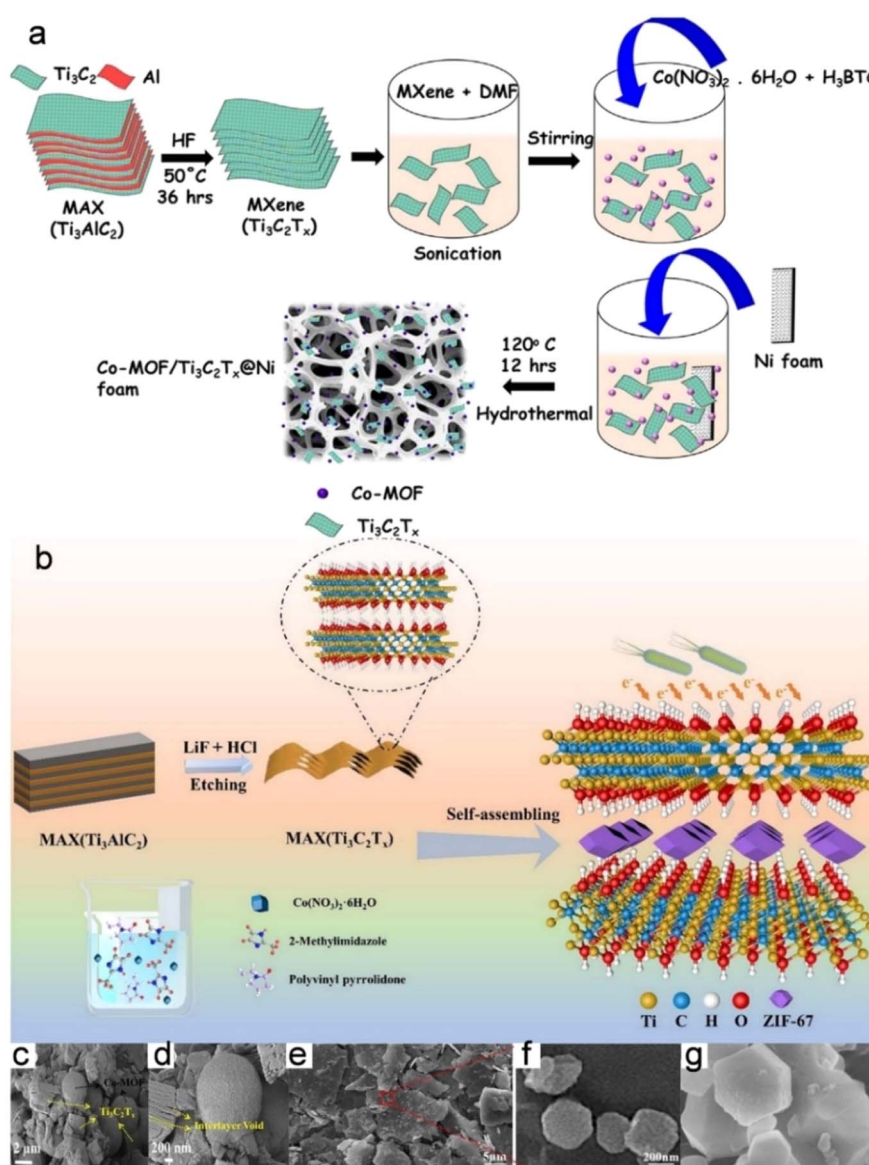 a
Ti₃C₂ Al
HF
50°C
36 hrs
MAX
(Ti₃AlC₂)
MXene
(Ti₃C₂Tₓ)
MXene + DMF
Sonication
Stirring
Co(NO₃)₂ . 6H₂O + H₃BT
Ni foam
120° C
12 hrs
Hydrothermal
Co-MOF/Ti₃C₂Tₓ@Ni
foam
Co-MOF
Ti₃C₂Tₓ
b
LiF + HCl
Etching
MAX(Ti₃AlC₂)
MAX(Ti₃C₂Tₓ)
Self-assembling
e⁻ e⁻ e⁻ e⁻ e⁻ e⁻
Co(NO₃)₂·6H₂O
2-Methylimidazole
Polyvinyl pyrrolidone
Ti C H O ZIF-67
c
Co-MOF
Ti₃C₂Tₓ
2 μm
d
Interlayer Void
200 nm
e
5μm
f
200nm
g